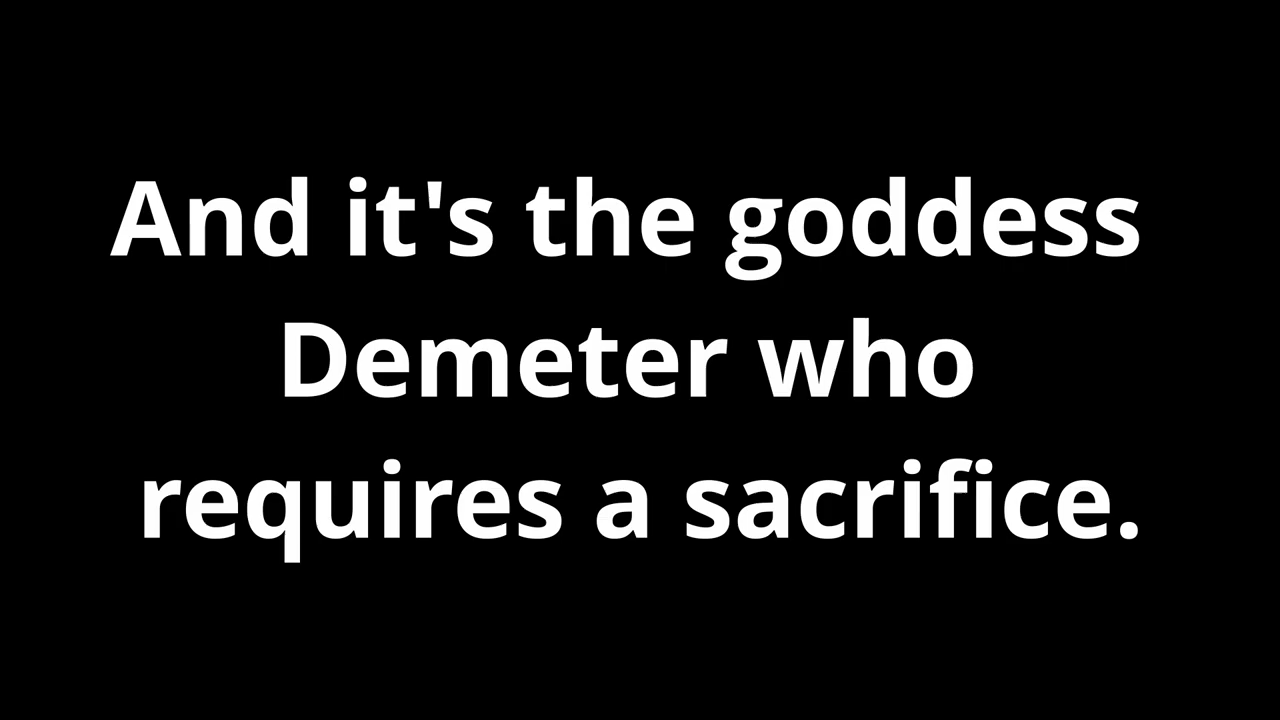 And it's the goddess
Demeter who
requires a sacrifice.